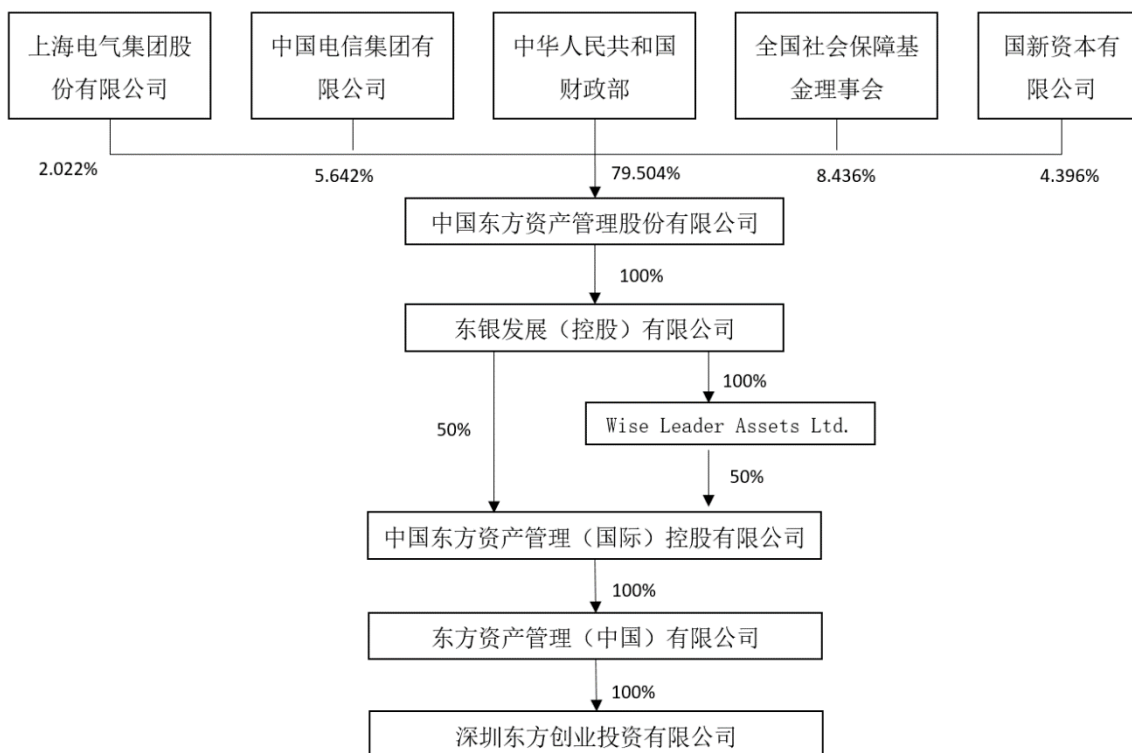 上海电气集团股
份有限公司
中国电信集团有
限公司
中华人民共和国
财政部
全国社会保障基
金理事会
国新资本有
限公司
2.022%
5.642%
79.504%
8.436%
4.396%
中国东方资产管理股份有限公司
100%
东银发展（控股）有限公司
100%
Wise Leader Assets Ltd.
50%
50%
中国东方资产管理（国际）控股有限公司
100%
东方资产管理（中国）有限公司
100%
深圳东方创业投资有限公司